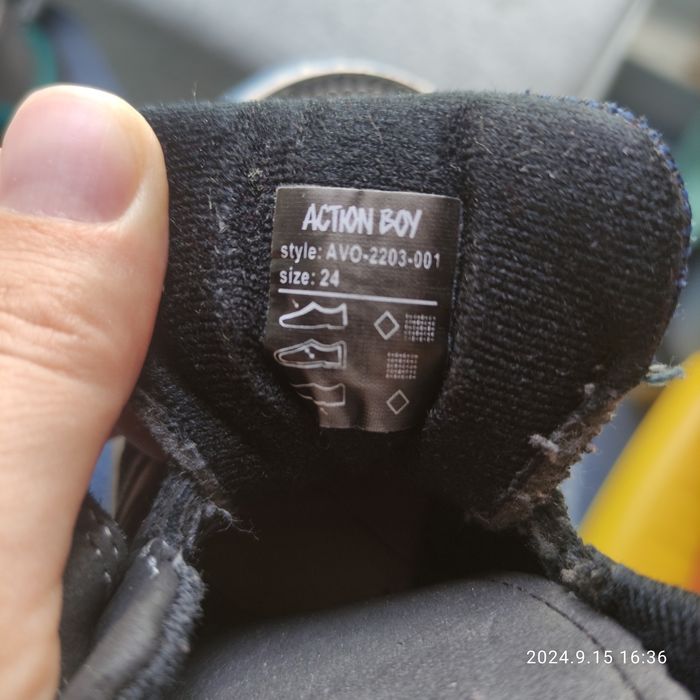 ACTION BOY
style: AVO-2203-001
size: 24
2024.9.15 16:36